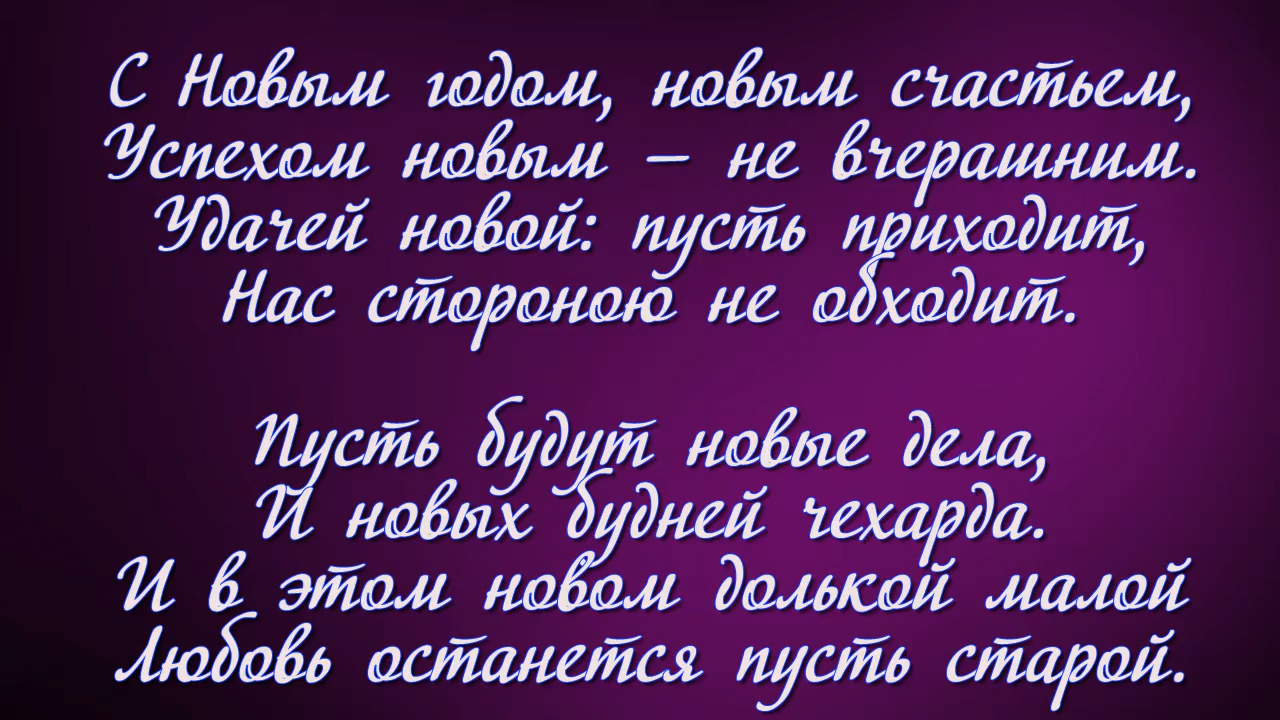 С Новым годом, новым счастьем,
Успехом новым – не вчерашним.
Удачей новой: пусть приходит,
Нас стороною не обходит.
Пусть будут новые дела,
И новых будней чехарда.
И в этом новом долькой малой
Любовь останется пусть старой.